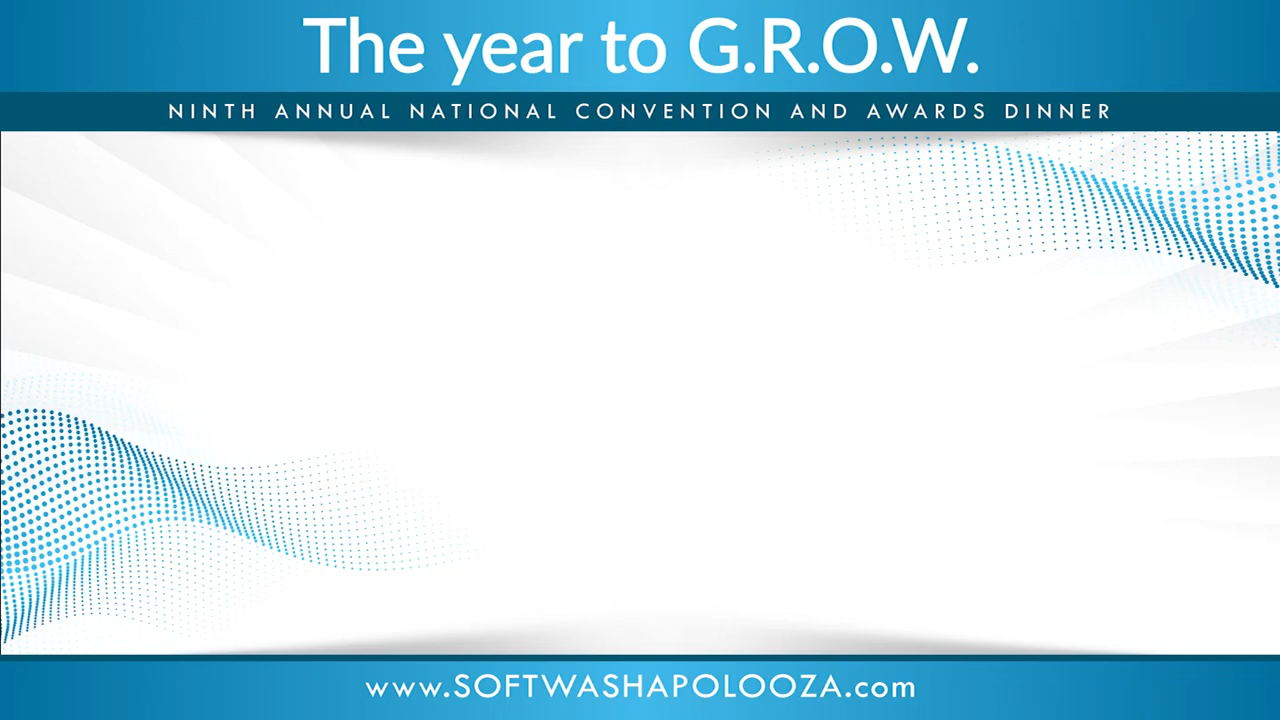 The year to G.R.O.W.
NINTH ANNUAL NATIONAL CONVENTION AND AWARDS DINNER
www.SOFTWASHAPOLOOZA.com